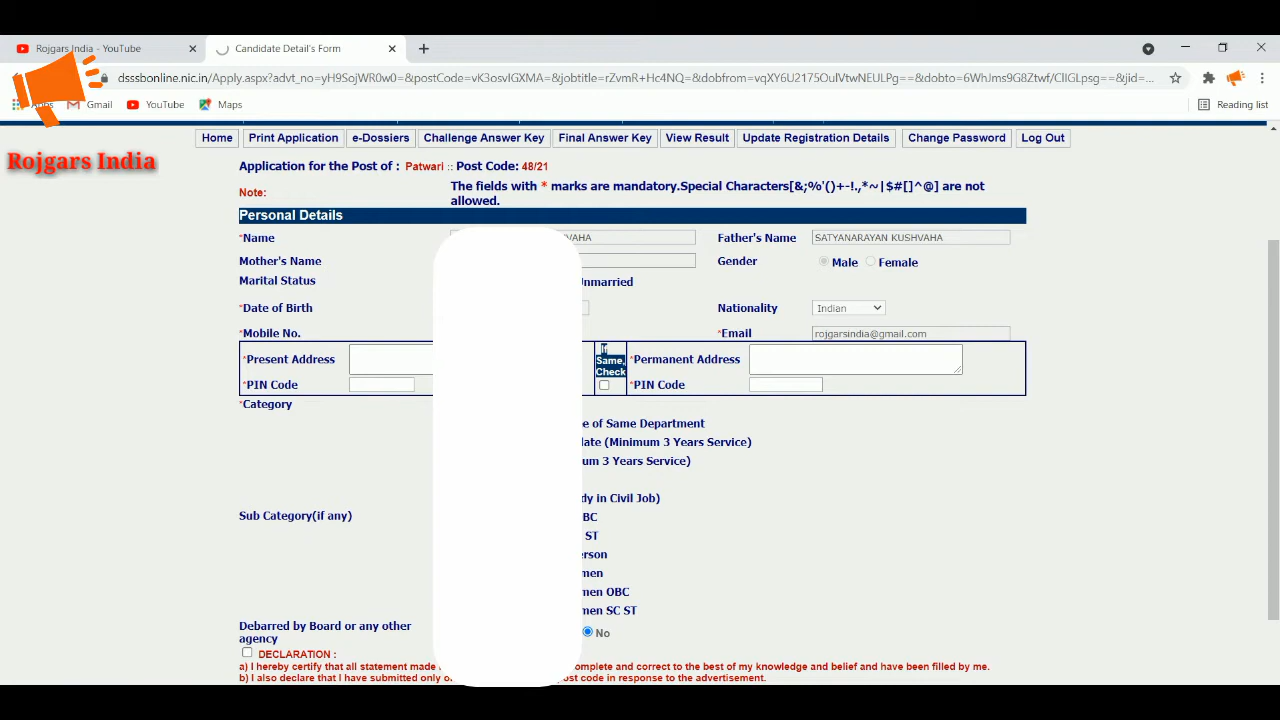 Rojgars India - YouTube
Candidate Detail's Form
dsssbonline.nic.in/Apply.aspx?advt_no=yH9SojWR0w0=&postCode=vK3osvIGXMA=&jobtitle=rZvmR+Hc4NQ=&dobfrom=vqXY6U2175OulVtwNEULPg==&dobto=6WhJms9G8Ztwf/CIlGLpsg==&jid=...
Apps Gmail YouTube Maps Reading list
Home Print Application e-Dossiers Challenge Answer Key Final Answer Key View Result Update Registration Details Change Password Log Out
Rojgars India
Application for the Post of : Patwari :: Post Code: 48/21
Note: The fields with * marks are mandatory.Special Characters[&;%'()+-!.,*~|$#[]^@] are not
allowed.
Personal Details
*Name VAHA Father's Name SATYANARAYAN KUSHVAHA
Mother's Name Gender Male Female
Marital Status Unmarried
*Date of Birth Nationality Indian
*Mobile No. *Email rojgarsindia@gmail.com
*Present Address If Same, Check *Permanent Address
*PIN Code *PIN Code
*Category
e of Same Department
late (Minimum 3 Years Service)
um 3 Years Service)
dy in Civil Job)
Sub Category(if any) BC
ST
erson
men
men OBC
men SC ST
Debarred by Board or any other
agency No
DECLARATION :
a) I hereby certify that all statement made omplete and correct to the best of my knowledge and belief and have been filled by me.
b) I also declare that I have submitted only o ost code in response to the advertisement.